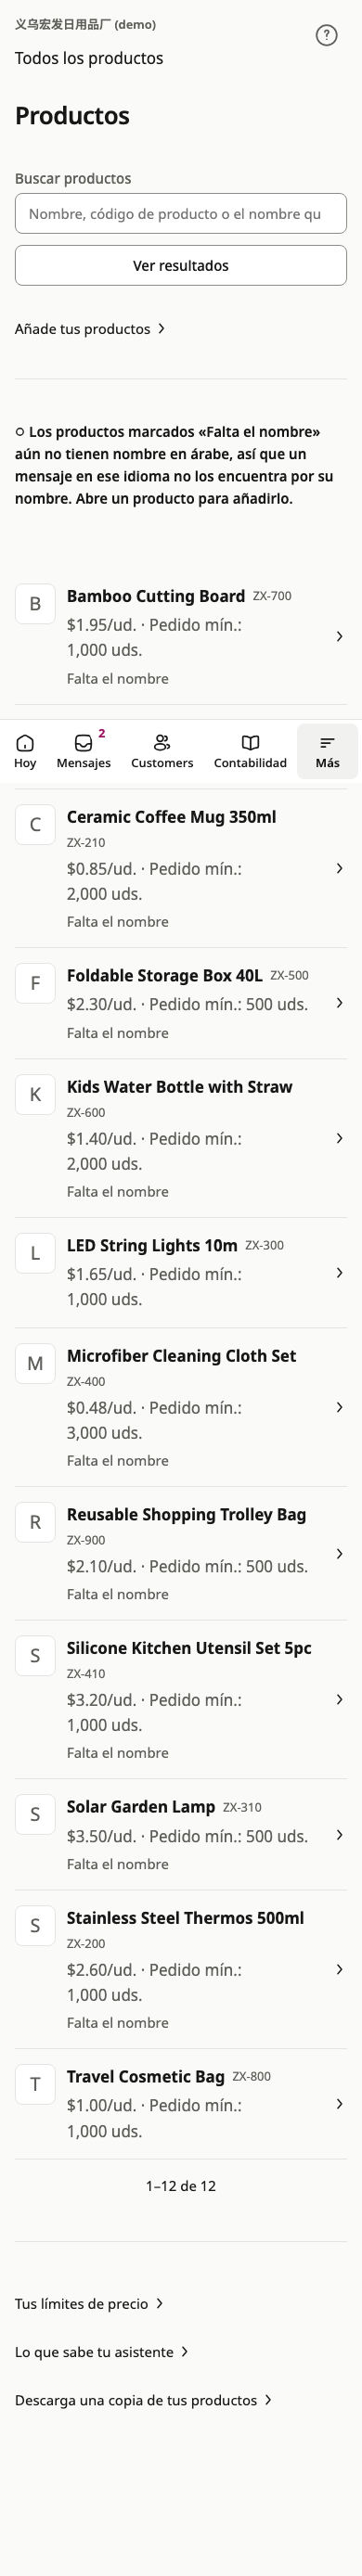 义乌宏发日用品厂 (demo)
Todos los productos
Productos
Buscar productos
Nombre, código de producto o el nombre qu
Ver resultados
Añade tus productos
Los productos marcados «Falta el nombre»
aún no tienen nombre en árabe, así que un
mensaje en ese idioma no los encuentra por su
nombre. Abre un producto para añadirlo.
B
Bamboo Cutting Board ZX-700
$1.95/ud. · Pedido mín.:
1,000 uds.
Falta el nombre
2
Hoy Mensajes Customers Contabilidad Más
C
Ceramic Coffee Mug 350ml
ZX-210
$0.85/ud. · Pedido mín.:
2,000 uds.
Falta el nombre
F
Foldable Storage Box 40L ZX-500
$2.30/ud. · Pedido mín.: 500 uds.
Falta el nombre
K
Kids Water Bottle with Straw
ZX-600
$1.40/ud. · Pedido mín.:
2,000 uds.
Falta el nombre
L
LED String Lights 10m ZX-300
$1.65/ud. · Pedido mín.:
1,000 uds.
M
Microfiber Cleaning Cloth Set
ZX-400
$0.48/ud. · Pedido mín.:
3,000 uds.
Falta el nombre
R
Reusable Shopping Trolley Bag
ZX-900
$2.10/ud. · Pedido mín.: 500 uds.
Falta el nombre
S
Silicone Kitchen Utensil Set 5pc
ZX-410
$3.20/ud. · Pedido mín.:
1,000 uds.
Falta el nombre
S
Solar Garden Lamp ZX-310
$3.50/ud. · Pedido mín.: 500 uds.
Falta el nombre
S
Stainless Steel Thermos 500ml
ZX-200
$2.60/ud. · Pedido mín.:
1,000 uds.
Falta el nombre
T
Travel Cosmetic Bag ZX-800
$1.00/ud. · Pedido mín.:
1,000 uds.
1–12 de 12
Tus límites de precio
Lo que sabe tu asistente
Descarga una copia de tus productos